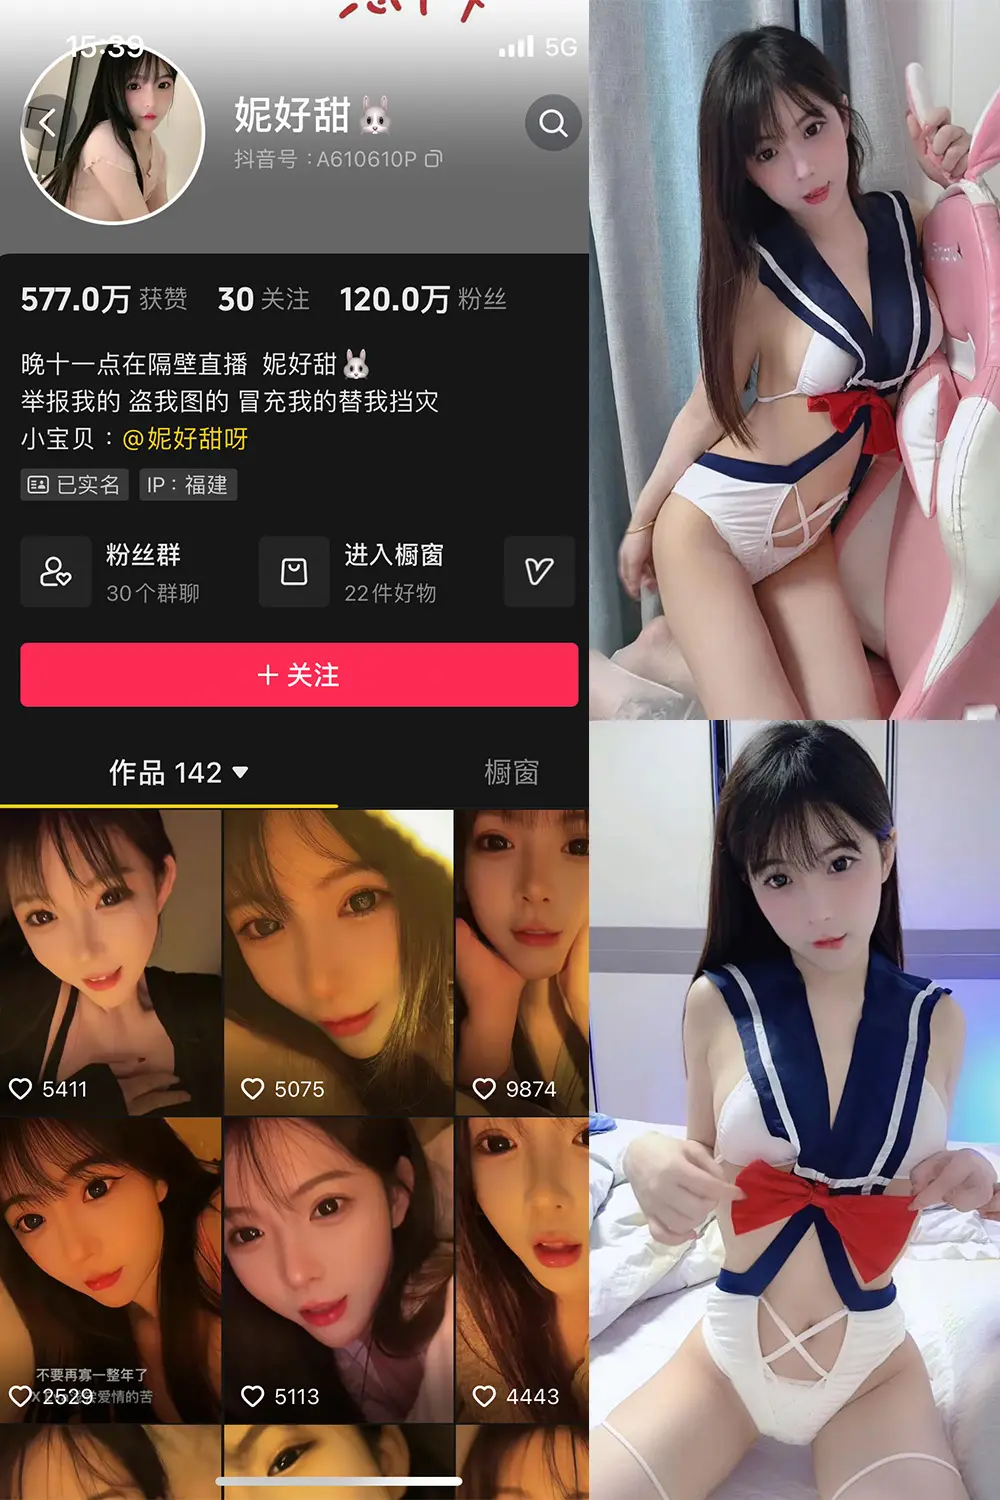 15:39
5G
妮好甜🐰
抖音号：A610610P
577.0万 获赞 30 关注 120.0万 粉丝
晚十一点在隔壁直播 妮好甜🐰
举报我的 盗我图的 冒充我的替我挡灾
小宝贝：@妮好甜呀
已实名 IP：福建
粉丝群
30个群聊
进入橱窗
22件好物
+ 关注
作品 142 橱窗
5411 5075 9874
不要再寡一整年了
2529 5113 4443